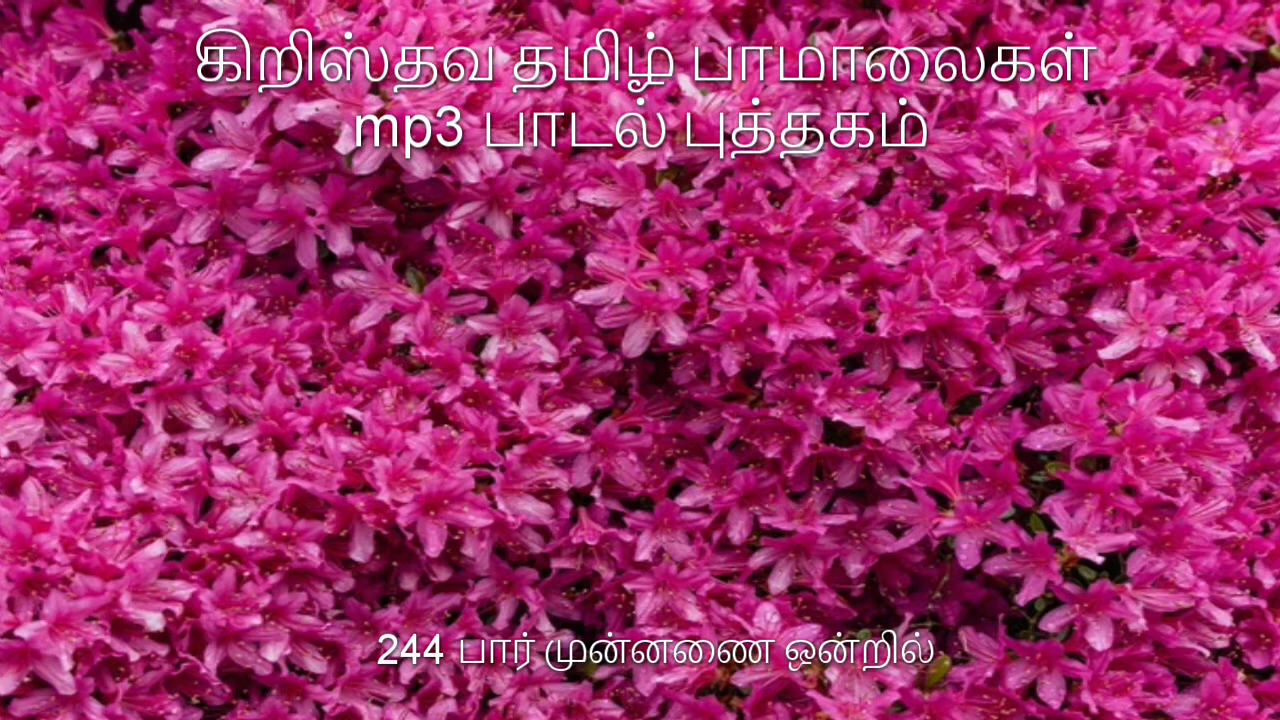 கிறிஸ்தவ தமிழ் பாமாலைகள்
mp3 பாடல் புத்தகம்
244 பார் முன்னணை ஒன்றில்